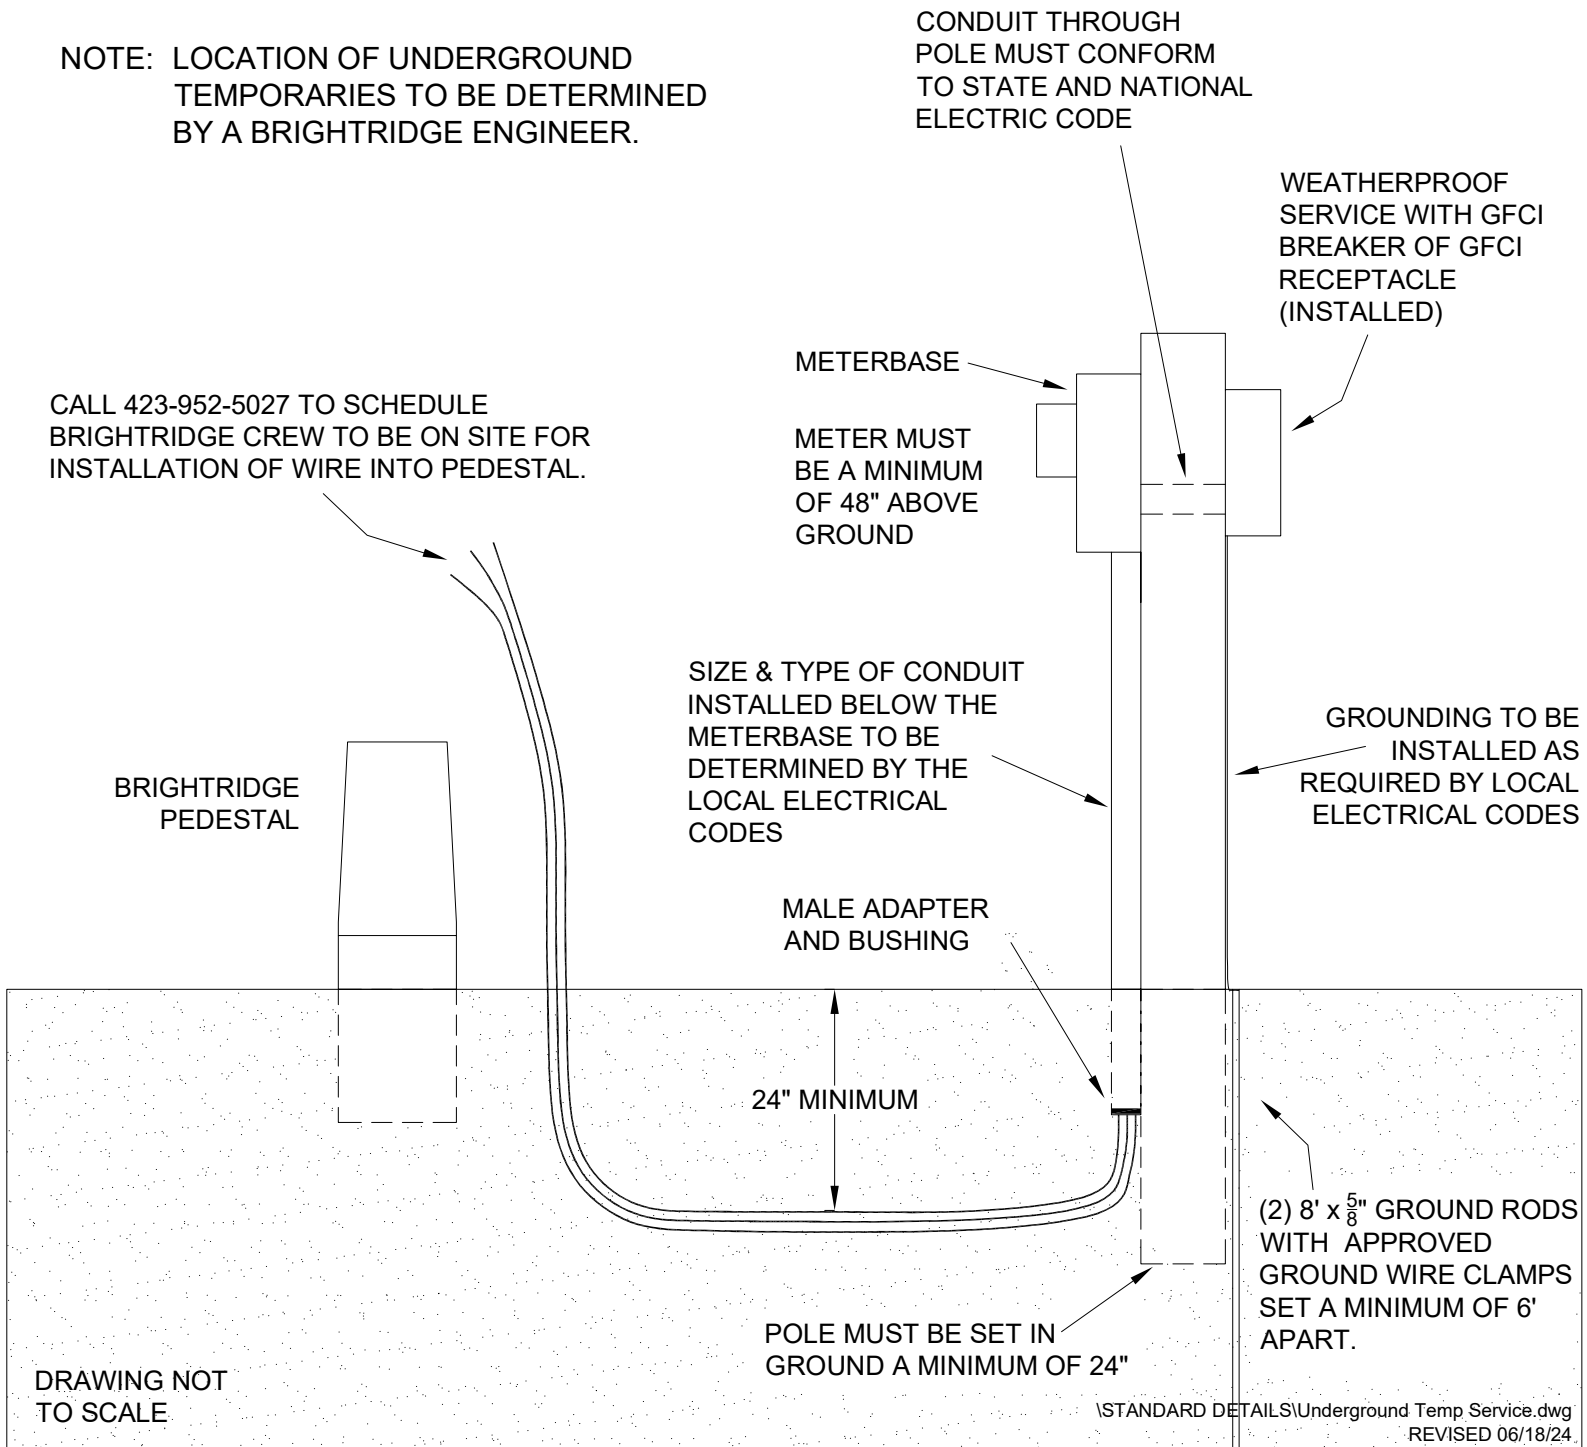 NOTE: LOCATION OF UNDERGROUND
TEMPORARIES TO BE DETERMINED
BY A BRIGHTRIDGE ENGINEER.
CONDUIT THROUGH
POLE MUST CONFORM
TO STATE AND NATIONAL
ELECTRIC CODE
WEATHERPROOF
SERVICE WITH GFCI
BREAKER OF GFCI
RECEPTACLE
(INSTALLED)
METERBASE
METER MUST
BE A MINIMUM
OF 48" ABOVE
GROUND
CALL 423-952-5027 TO SCHEDULE
BRIGHTRIDGE CREW TO BE ON SITE FOR
INSTALLATION OF WIRE INTO PEDESTAL.
SIZE & TYPE OF CONDUIT
INSTALLED BELOW THE
METERBASE TO BE
DETERMINED BY THE
LOCAL ELECTRICAL
CODES
GROUNDING TO BE
INSTALLED AS
REQUIRED BY LOCAL
ELECTRICAL CODES
BRIGHTRIDGE
PEDESTAL
MALE ADAPTER
AND BUSHING
24" MINIMUM
(2) 8' x 5/8" GROUND RODS
WITH APPROVED
GROUND WIRE CLAMPS
SET A MINIMUM OF 6'
APART.
POLE MUST BE SET IN
GROUND A MINIMUM OF 24"
DRAWING NOT
TO SCALE
\STANDARD DETAILS\Underground Temp Service.dwg
REVISED 06/18/24